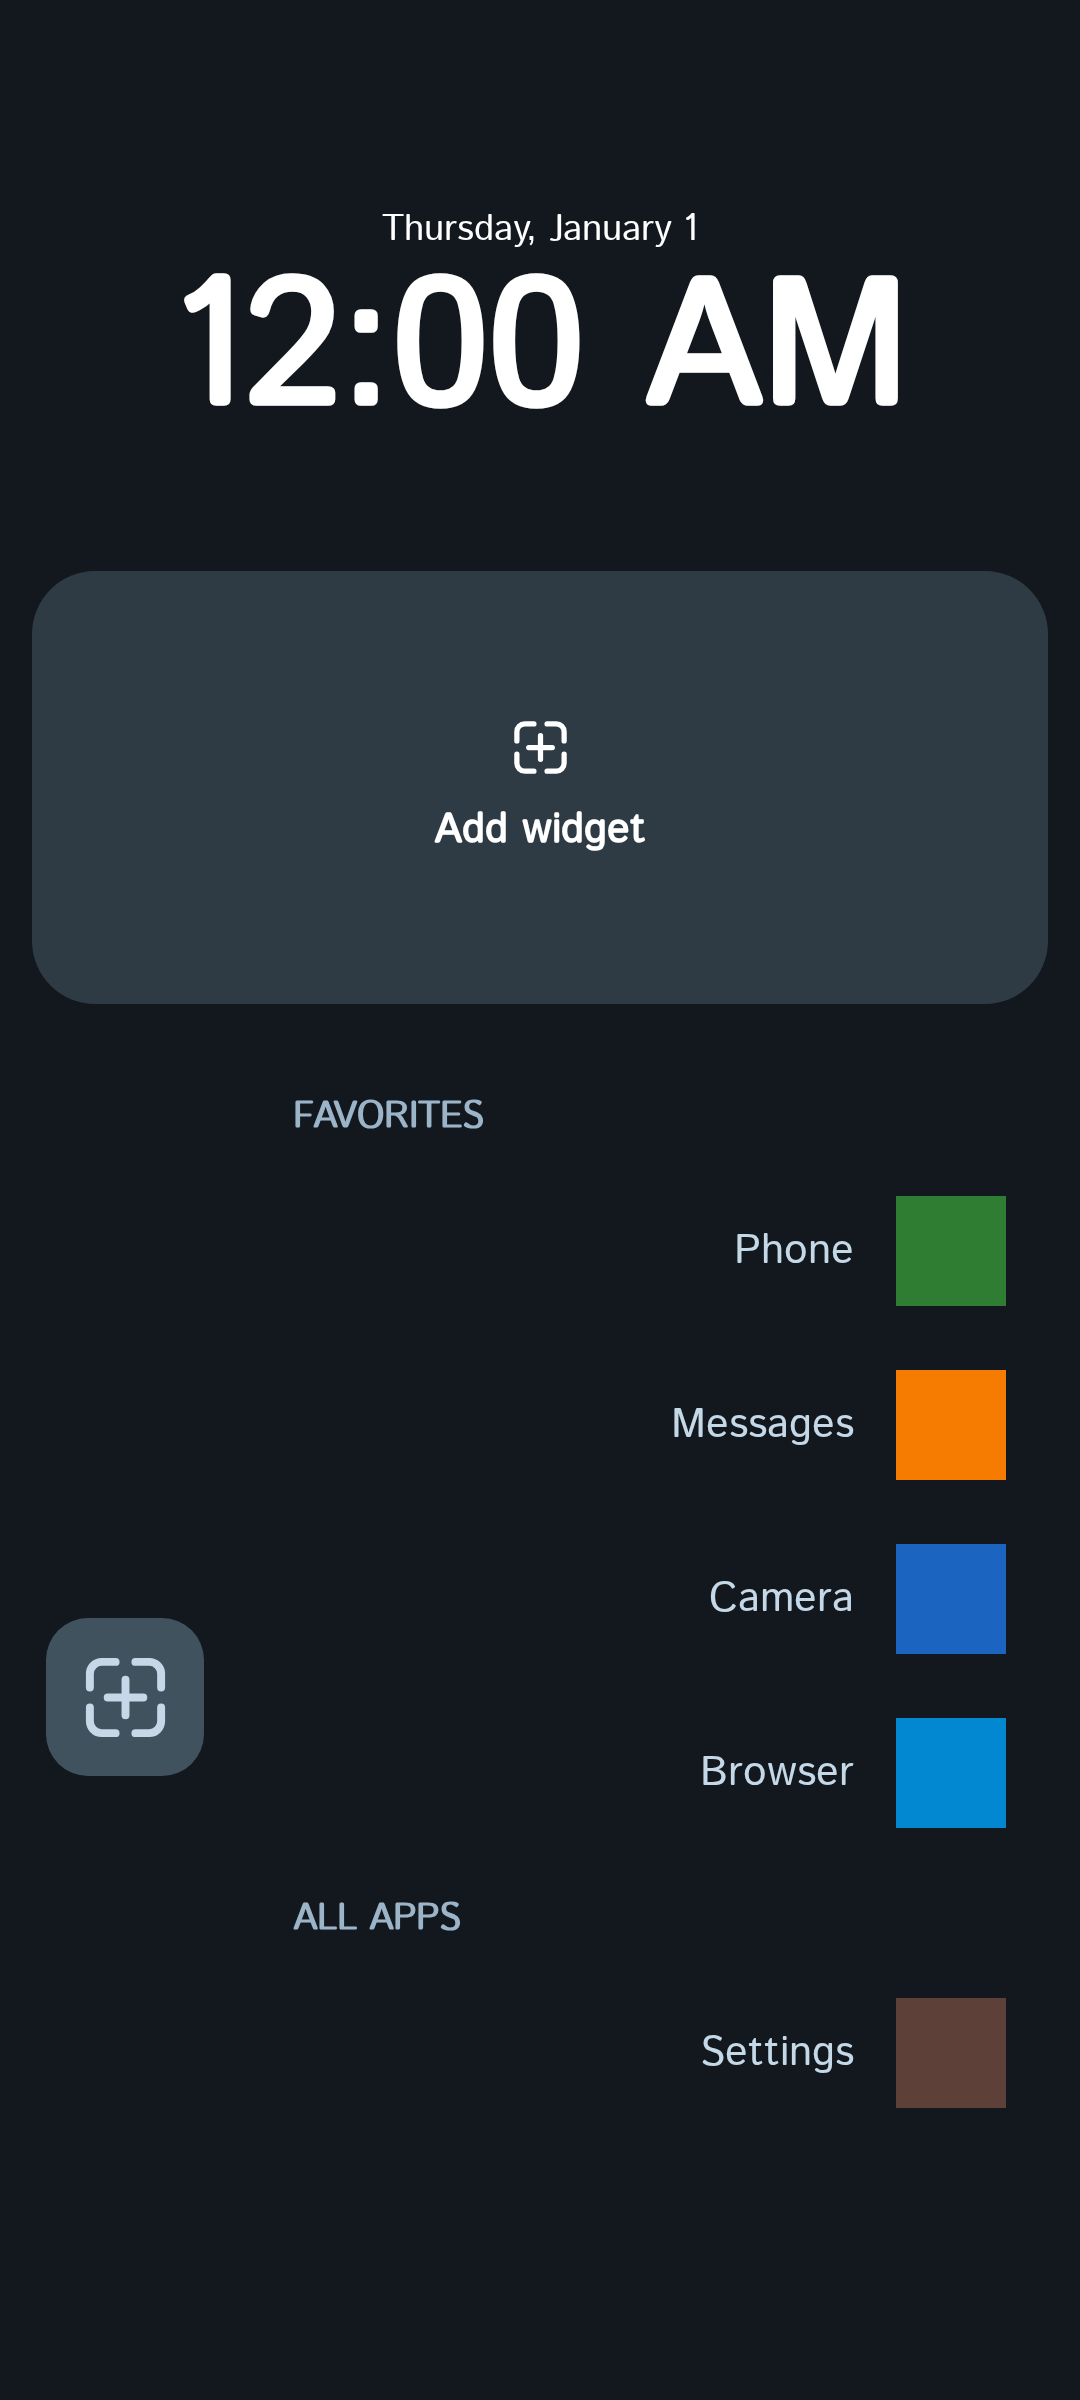 Thursday, January 1
12:00 AM
Add widget
FAVORITES
Phone
Messages
Camera
Browser
ALL APPS
Settings